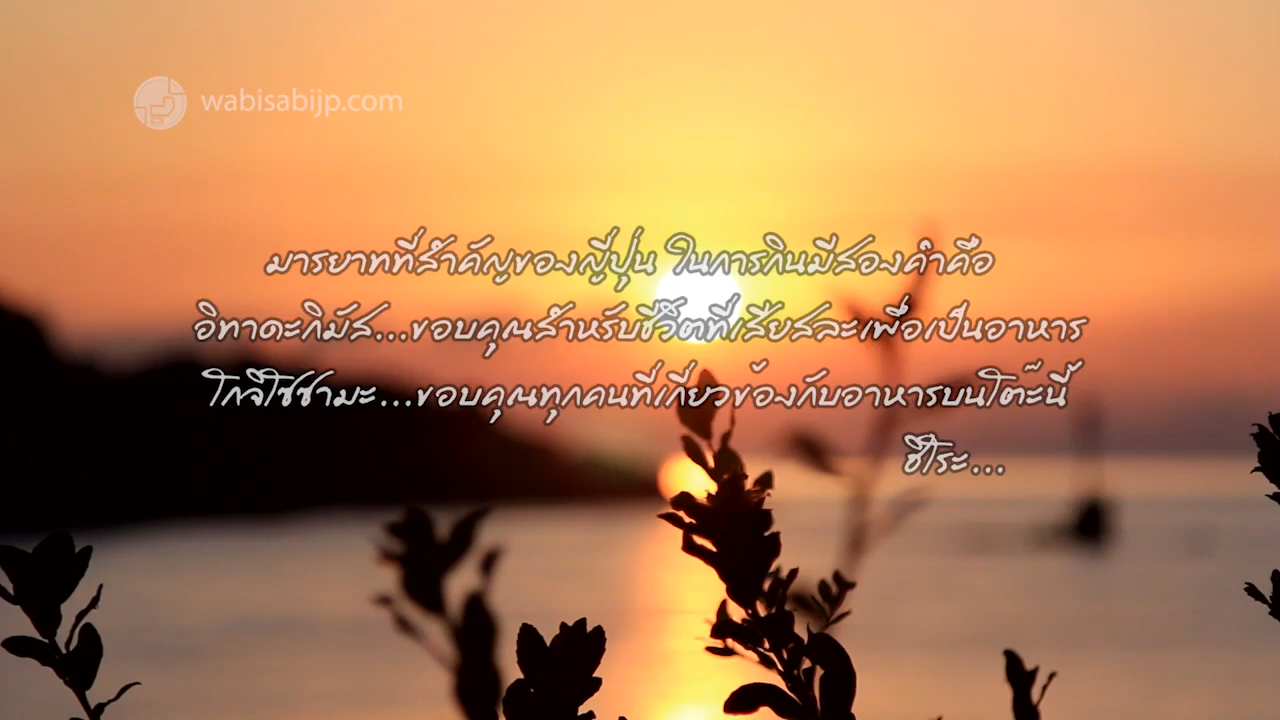 wabisabijp.com
มารยาทที่สำคัญของญี่ปุ่น ในการกินมีสองคำคือ
อิทาดะกิมัส...ขอบคุณสำหรับชีวิตที่เสียสละเพื่อเป็นอาหาร
โกจิโซซามะ...ขอบคุณทุกคนที่เกี่ยวข้องกับอาหารบนโต๊ะนี้
ฮิโระ...